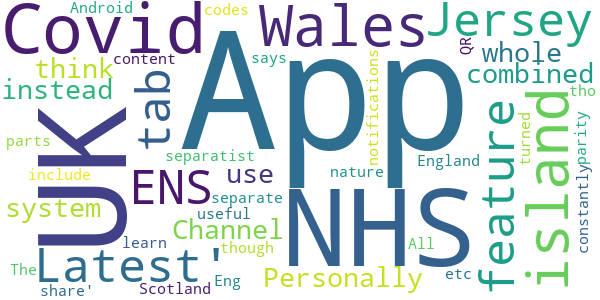 Android
codes
Covid
Wales
Jersey
some
content
says
QR
whole
think
combined
instead
tab
notifications
feature
island
tho
turned
parity
constantly
UK
App
parts
separatist
England
include
ENS
use
nature
separate
NHS
system
useful
Channel
learn
though
All
The
Latest'
Eng
Personally
etc
share'
Scotland